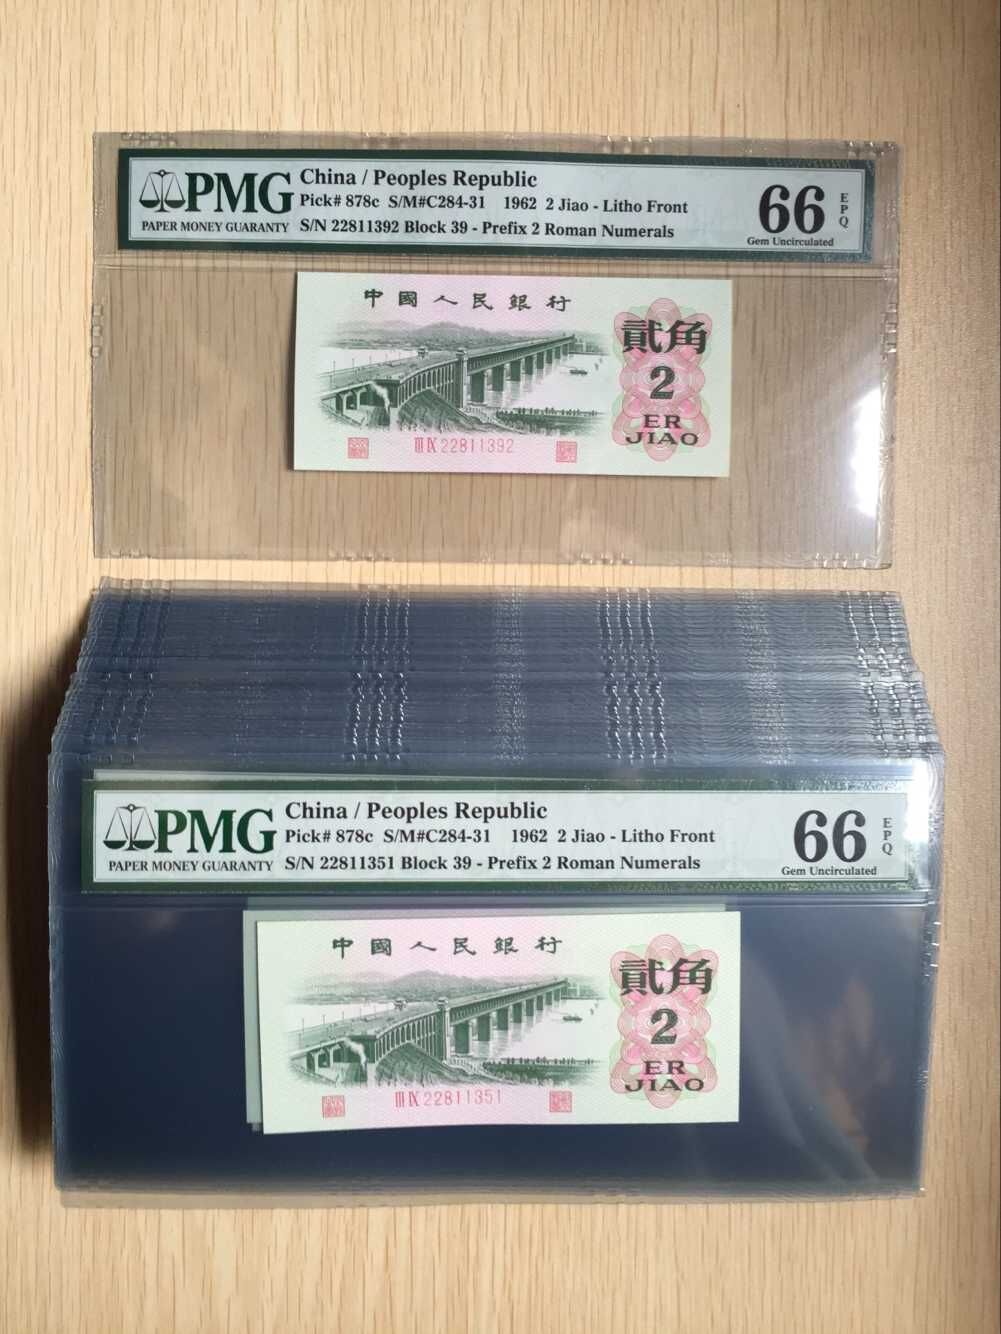 PMG
PAPER MONEY GUARANTY
China / Peoples Republic
Pick# 878c S/M#C284-31 1962 2 Jiao - Litho Front
S/N 22811392 Block 39 - Prefix 2 Roman Numerals
66
EPQ
Gem Uncirculated
中國人民銀行
貳角
2
ER
JIAO
III IX 22811392
PMG
PAPER MONEY GUARANTY
China / Peoples Republic
Pick# 878c S/M#C284-31 1962 2 Jiao - Litho Front
S/N 22811351 Block 39 - Prefix 2 Roman Numerals
66
EPQ
Gem Uncirculated
中國人民銀行
貳角
2
ER
JIAO
III IX 22811351